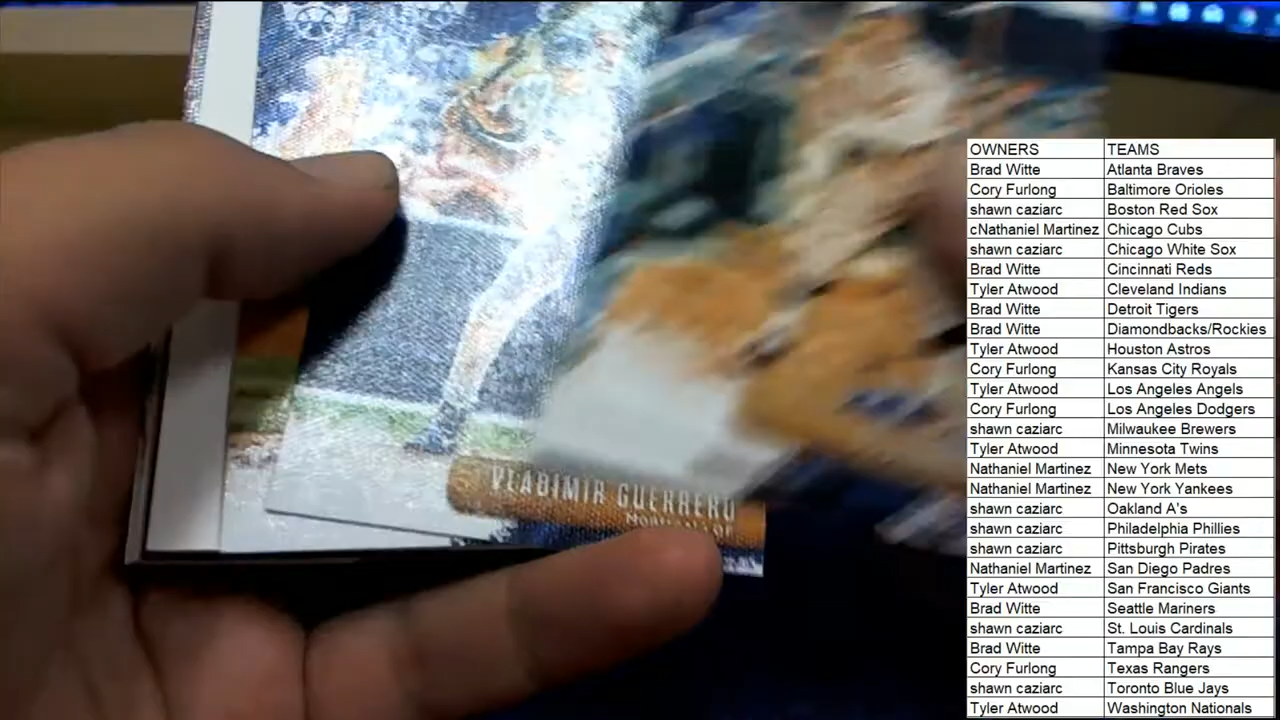 VLADIMIR GUERRERO
OWNERS TEAMS
Brad Witte Atlanta Braves
Cory Furlong Baltimore Orioles
shawn caziarc Boston Red Sox
cNathaniel Martinez Chicago Cubs
shawn caziarc Chicago White Sox
Brad Witte Cincinnati Reds
Tyler Atwood Cleveland Indians
Brad Witte Detroit Tigers
Brad Witte Diamondbacks/Rockies
Tyler Atwood Houston Astros
Cory Furlong Kansas City Royals
Tyler Atwood Los Angeles Angels
Cory Furlong Los Angeles Dodgers
shawn caziarc Milwaukee Brewers
Tyler Atwood Minnesota Twins
Nathaniel Martinez New York Mets
Nathaniel Martinez New York Yankees
shawn caziarc Oakland A's
shawn caziarc Philadelphia Phillies
shawn caziarc Pittsburgh Pirates
Nathaniel Martinez San Diego Padres
Tyler Atwood San Francisco Giants
Brad Witte Seattle Mariners
shawn caziarc St. Louis Cardinals
Brad Witte Tampa Bay Rays
Cory Furlong Texas Rangers
shawn caziarc Toronto Blue Jays
Tyler Atwood Washington Nationals